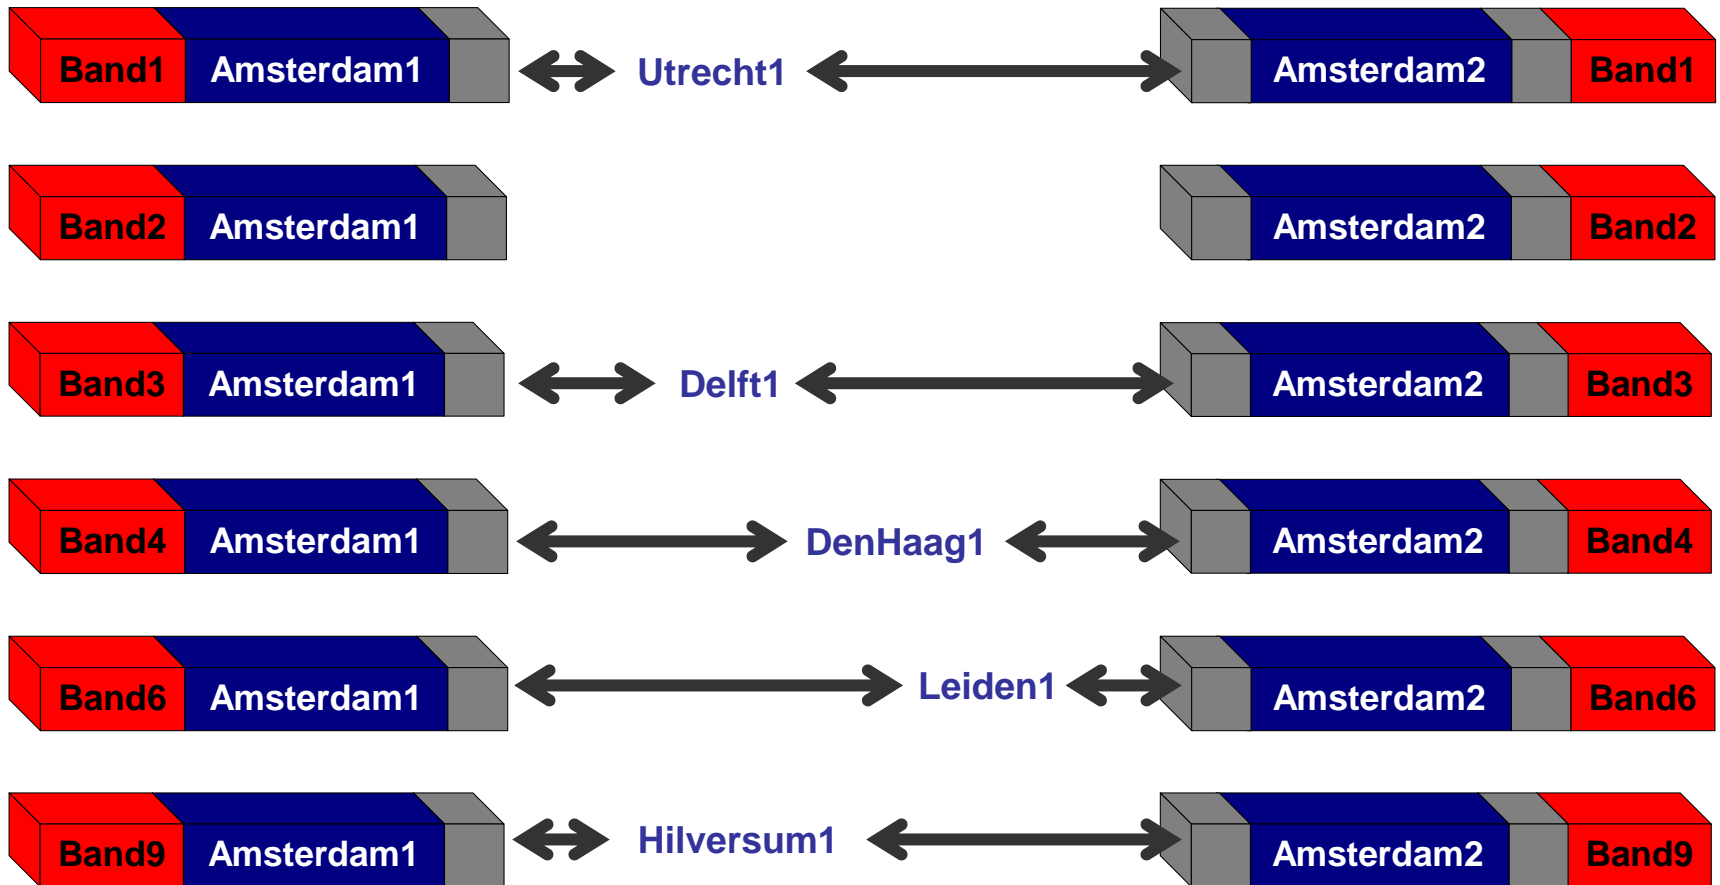 Band1 Amsterdam1 Utrecht1 Amsterdam2 Band1
Band2 Amsterdam1 Amsterdam2 Band2
Band3 Amsterdam1 Delft1 Amsterdam2 Band3
Band4 Amsterdam1 DenHaag1 Amsterdam2 Band4
Band6 Amsterdam1 Leiden1 Amsterdam2 Band6
Band9 Amsterdam1 Hilversum1 Amsterdam2 Band9